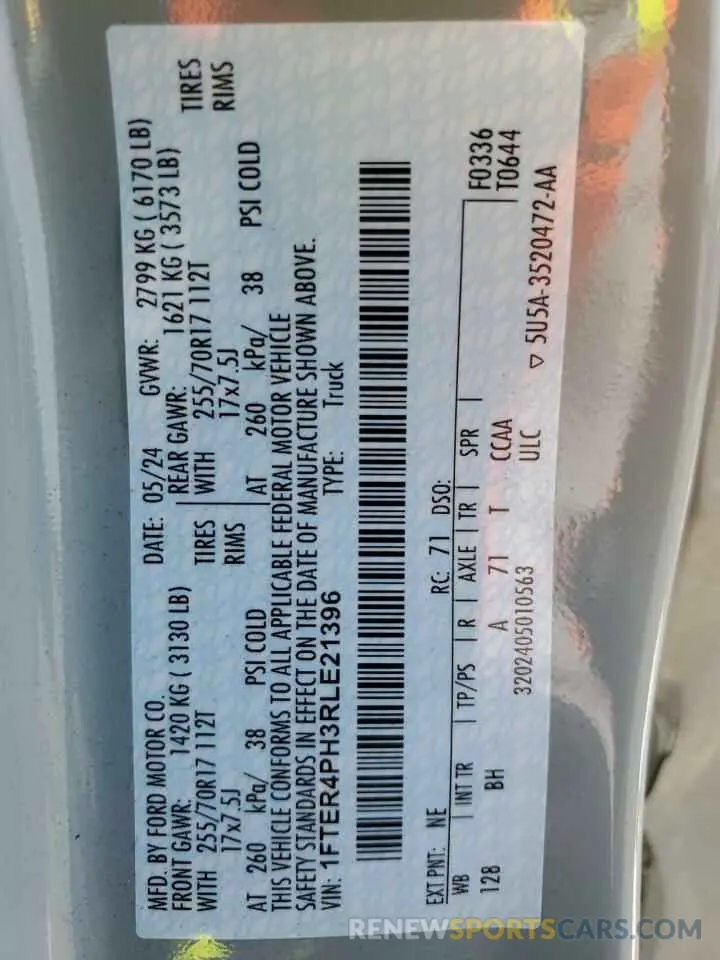 MFD. BY FORD MOTOR CO. DATE: 05/24 GVWR: 2799 KG ( 6170 LB)
FRONT GAWR: 1420 KG ( 3130 LB) REAR GAWR: 1621 KG ( 3573 LB)
WITH 255/70R17 112T TIRES WITH 255/70R17 112T TIRES
17x7.5J RIMS 17x7.5J RIMS
AT 260 kPa/ 38 PSI COLD AT 260 kPa/ 38 PSI COLD
THIS VEHICLE CONFORMS TO ALL APPLICABLE FEDERAL MOTOR VEHICLE
SAFETY STANDARDS IN EFFECT ON THE DATE OF MANUFACTURE SHOWN ABOVE.
VIN: 1FTER4PH3RLE21396 TYPE: Truck
EXT PNT: NE RC: 71 DSO: F0336
WB | INT TR | TP/PS | R | AXLE | TR | SPR | T0644
128 BH A 71 T CCAA
3202405010563 ULC ▽ 5U5A-3520472-AA
RENEWSPORTSCARS.COM